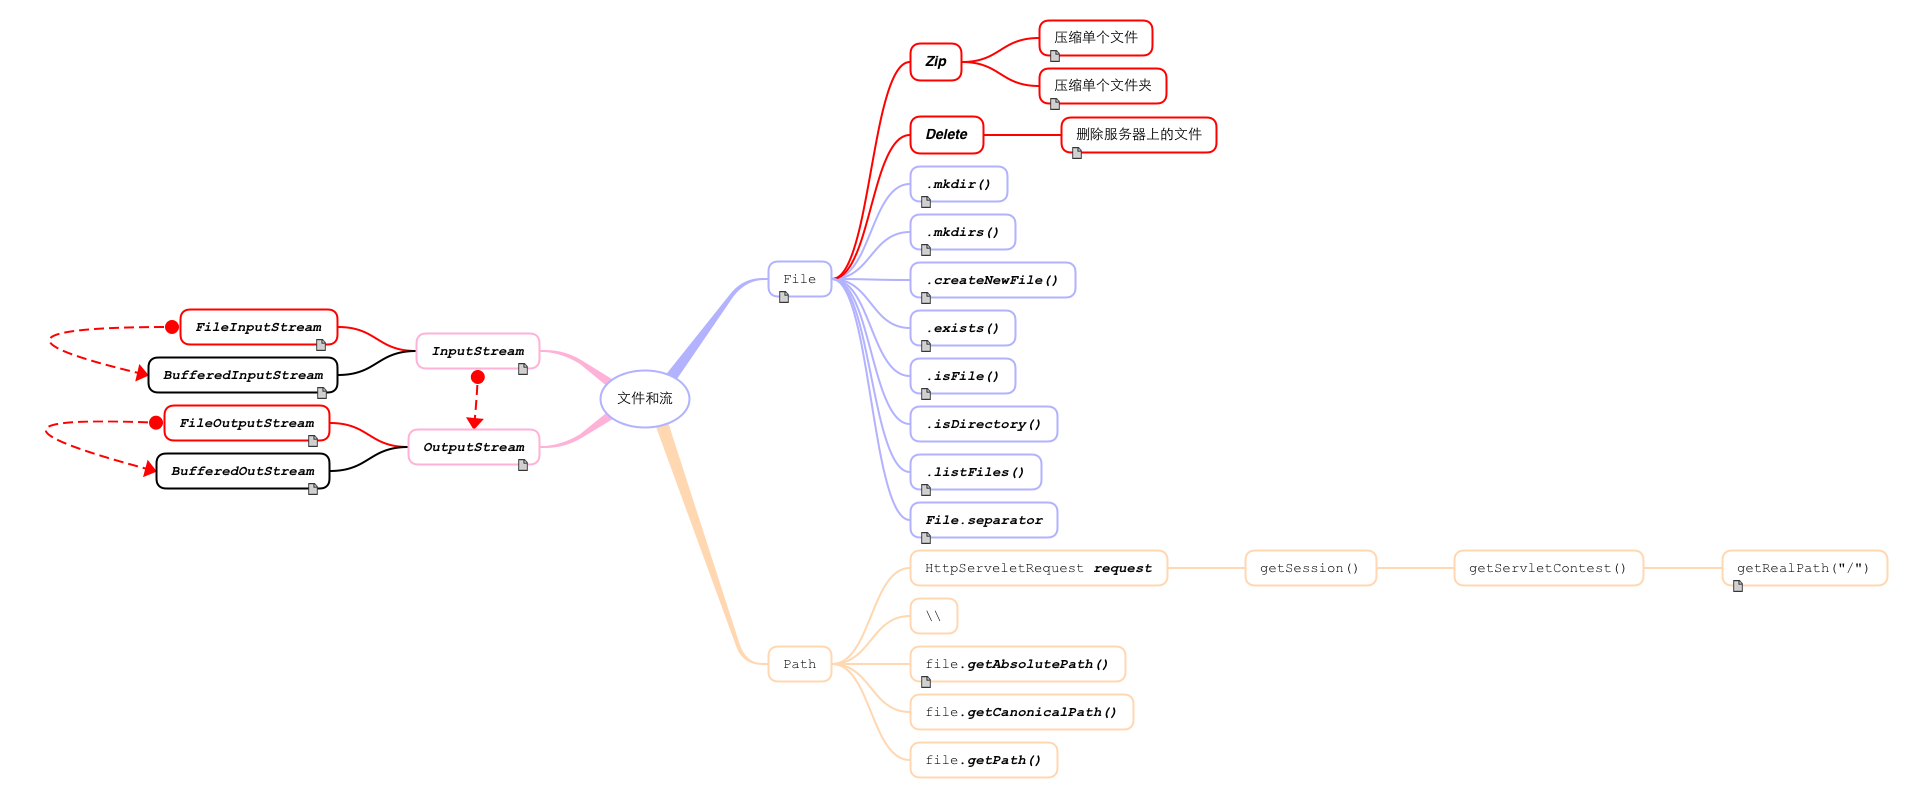 文件和流
File
Zip
压缩单个文件
压缩单个文件夹
Delete
删除服务器上的文件
.mkdir()
.mkdirs()
.createNewFile()
.exists()
.isFile()
.isDirectory()
.listFiles()
File.separator
Path
HttpServeletRequest request
getSession()
getServletContest()
getRealPath("/")
\\
file.getAbsolutePath()
file.getCanonicalPath()
file.getPath()
InputStream
FileInputStream
BufferedInputStream
OutputStream
FileOutputStream
BufferedOutStream